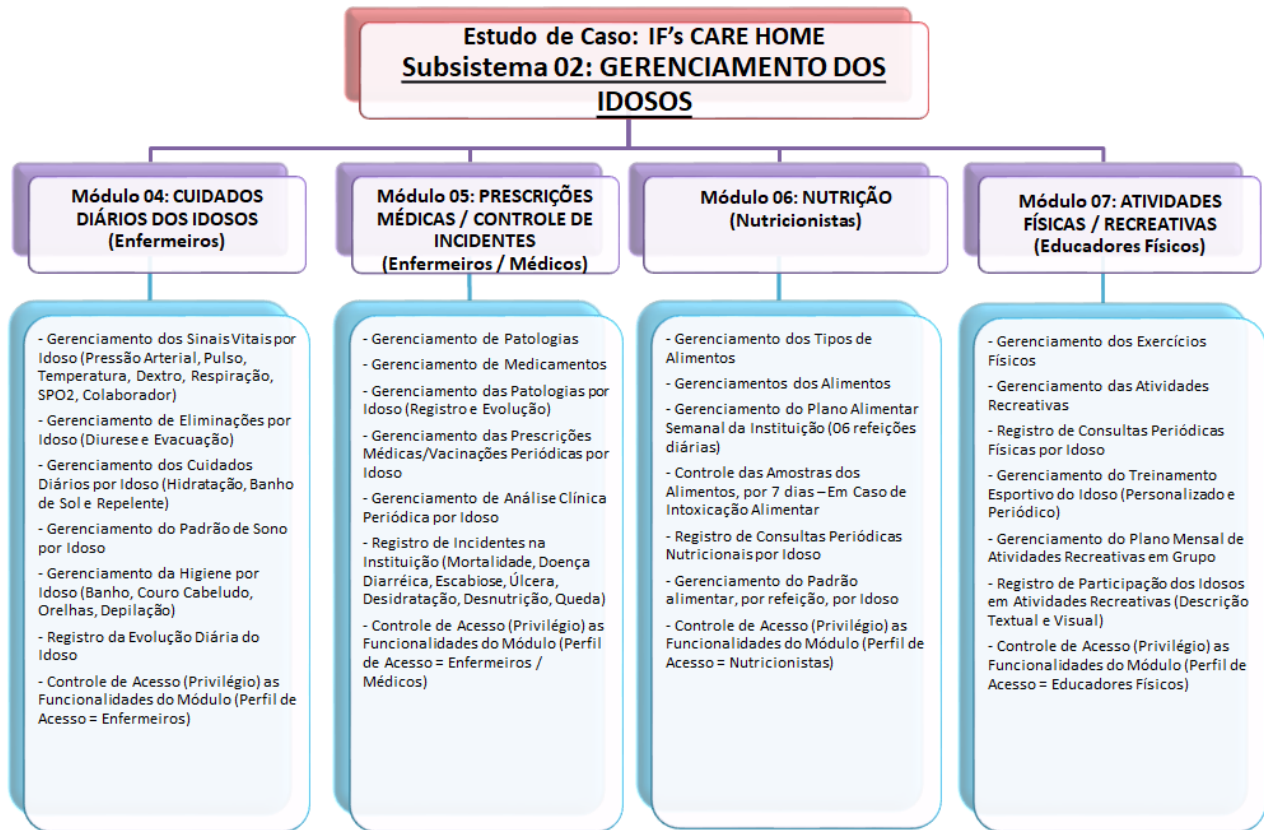 Estudo de Caso: IF's CARE HOME
Subsistema 02: GERENCIAMENTO DOS
IDOSOS
Módulo 04: CUIDADOS
DIÁRIOS DOS IDOSOS
(Enfermeiros)
- Gerenciamento dos Sinais Vitais por
Idoso (Pressão Arterial, Pulso,
Temperatura, Dextro, Respiração,
SPO2, Colaborador)
- Gerenciamento de Eliminações por
Idoso (Diurese e Evacuação)
- Gerenciamento dos Cuidados
Diários por Idoso (Hidratação, Banho
de Sol e Repelente)
- Gerenciamento do Padrão de Sono
por Idoso
- Gerenciamento da Higiene por
Idoso (Banho, Couro Cabeludo,
Orelhas, Depilação)
- Registro da Evolução Diária do
Idoso
- Controle de Acesso (Privilégio) as
Funcionalidades do Módulo (Perfil de
Acesso = Enfermeiros)
Módulo 05: PRESCRIÇÕES
MÉDICAS / CONTROLE DE
INCIDENTES
(Enfermeiros / Médicos)
- Gerenciamento de Patologias
- Gerenciamento de Medicamentos
- Gerenciamento das Patologias por
Idoso (Registro e Evolução)
- Gerenciamento das Prescrições
Médicas/Vacinações Periódicas por
Idoso
- Gerenciamento de Análise Clínica
Periódica por Idoso
- Registro de Incidentes na
Instituição (Mortalidade, Doença
Diarréica, Escabiose, Úlcera,
Desidratação, Desnutrição, Queda)
- Controle de Acesso (Privilégio) as
Funcionalidades do Módulo (Perfil
de Acesso = Enfermeiros /
Médicos)
Módulo 06: NUTRIÇÃO
(Nutricionistas)
- Gerenciamento dos Tipos de
Alimentos
- Gerenciamentos dos Alimentos
- Gerenciamento do Plano Alimentar
Semanal da Instituição (06 refeições
diárias)
- Controle das Amostras dos
Alimentos, por 7 dias – Em Caso de
Intoxicação Alimentar
- Registro de Consultas Periódicas
Nutricionais por Idoso
- Gerenciamento do Padrão
alimentar, por refeição, por Idoso
- Controle de Acesso (Privilégio) as
Funcionalidades do Módulo (Perfil
de Acesso = Nutricionistas)
Módulo 07: ATIVIDADES
FÍSICAS / RECREATIVAS
(Educadores Físicos)
- Gerenciamento dos Exercícios
Físicos
- Gerenciamento das Atividades
Recreativas
- Registro de Consultas Periódicas
Físicas por Idoso
- Gerenciamento do Treinamento
Esportivo do Idoso (Personalizado e
Periódico)
- Gerenciamento do Plano Mensal de
Atividades Recreativas em Grupo
- Registro de Participação dos Idosos
em Atividades Recreativas (Descrição
Textual e Visual)
- Controle de Acesso (Privilégio) as
Funcionalidades do Módulo (Perfil de
Acesso = Educadores Físicos)